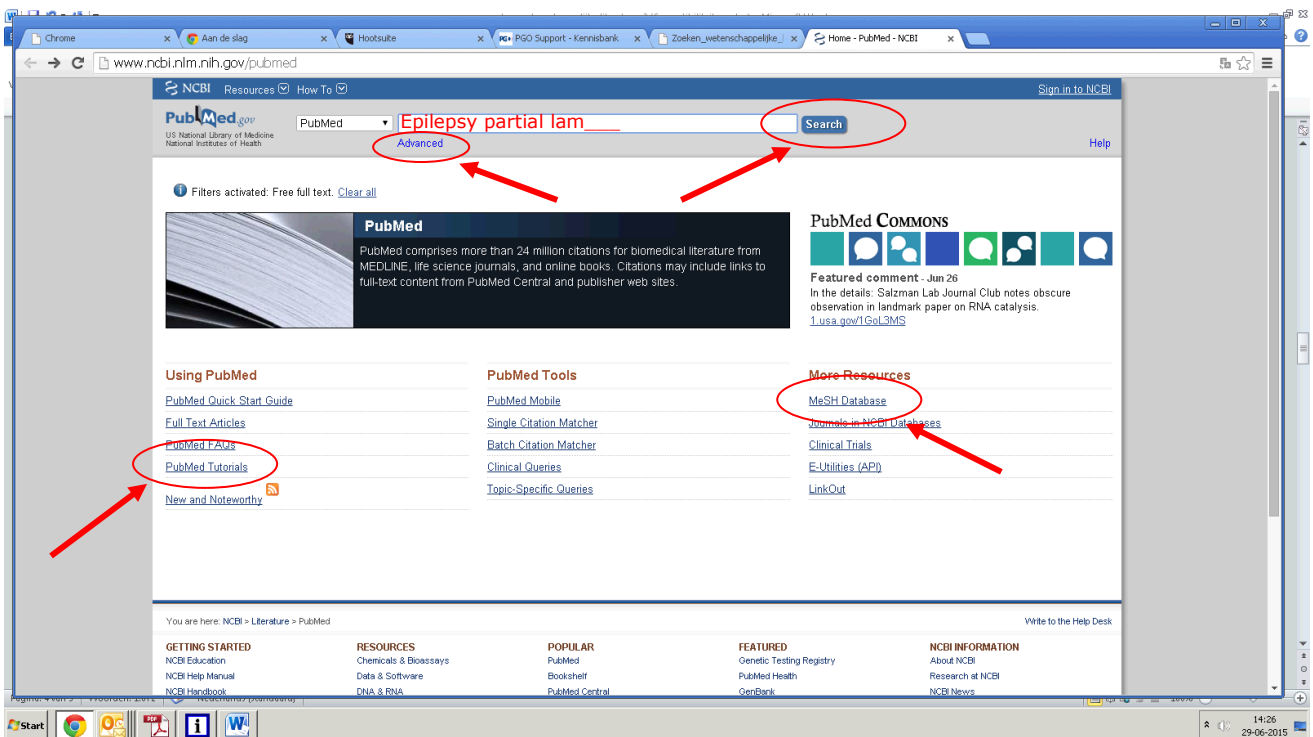 Chrome
Aan de slag
Hootsuite
PGO Support - Kennisbank
Zoeken_wetenschappelijke_
Home - PubMed - NCBI
www.ncbi.nlm.nih.gov/pubmed
NCBI Resources How To Sign in to NCBI
PubMed.gov
US National Library of Medicine
National Institutes of Health
PubMed
Epilepsy partial lam___
Search
Advanced
Help
Filters activated: Free full text. Clear all
PubMed
PubMed comprises more than 24 million citations for biomedical literature from
MEDLINE, life science journals, and online books. Citations may include links to
full-text content from PubMed Central and publisher web sites.
PubMed Commons
Featured comment - Jun 26
In the details: Salzman Lab Journal Club notes obscure
observation in landmark paper on RNA catalysis.
1.usa.gov/1GoL3MS
Using PubMed
PubMed Quick Start Guide
Full Text Articles
PubMed FAQs
PubMed Tutorials
New and Noteworthy
PubMed Tools
PubMed Mobile
Single Citation Matcher
Batch Citation Matcher
Clinical Queries
Topic-Specific Queries
More Resources
MeSH Database
Journals in NCBI Databases
Clinical Trials
E-Utilities (API)
LinkOut
You are here: NCBI > Literature > PubMed
Write to the Help Desk
GETTING STARTED
NCBI Education
NCBI Help Manual
NCBI Handbook
RESOURCES
Chemicals & Bioassays
Data & Software
DNA & RNA
POPULAR
PubMed
Bookshelf
PubMed Central
FEATURED
Genetic Testing Registry
PubMed Health
GenBank
NCBI INFORMATION
About NCBI
Research at NCBI
NCBI News
Start
14:26
29-06-2015